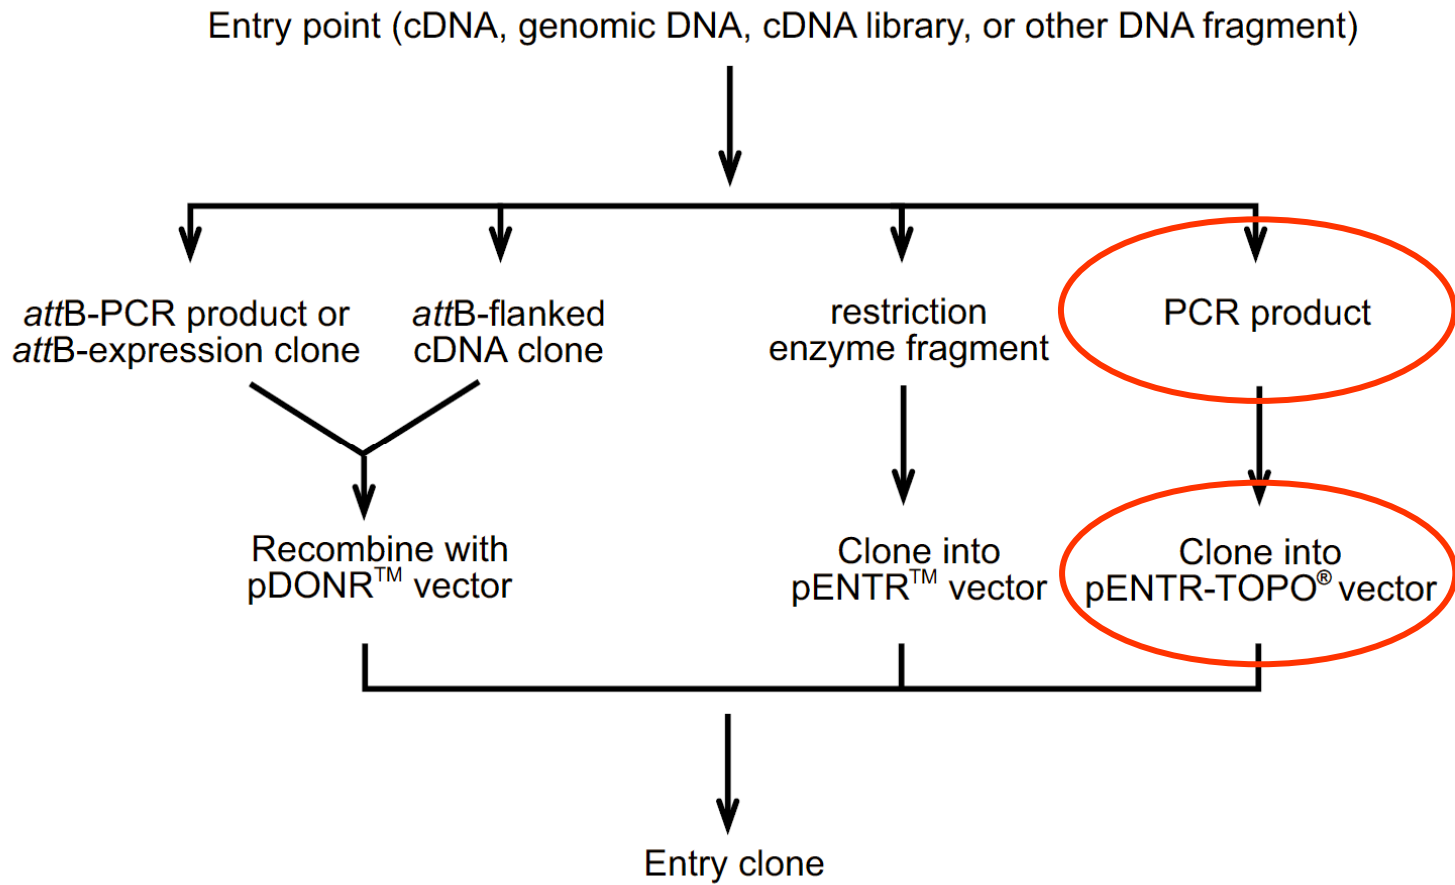 Entry point (cDNA, genomic DNA, cDNA library, or other DNA fragment)
attB-PCR product or
attB-expression clone
attB-flanked
cDNA clone
restriction
enzyme fragment
PCR product
Recombine with
pDONR™ vector
Clone into
pENTR™ vector
Clone into
pENTR-TOPO® vector
Entry clone